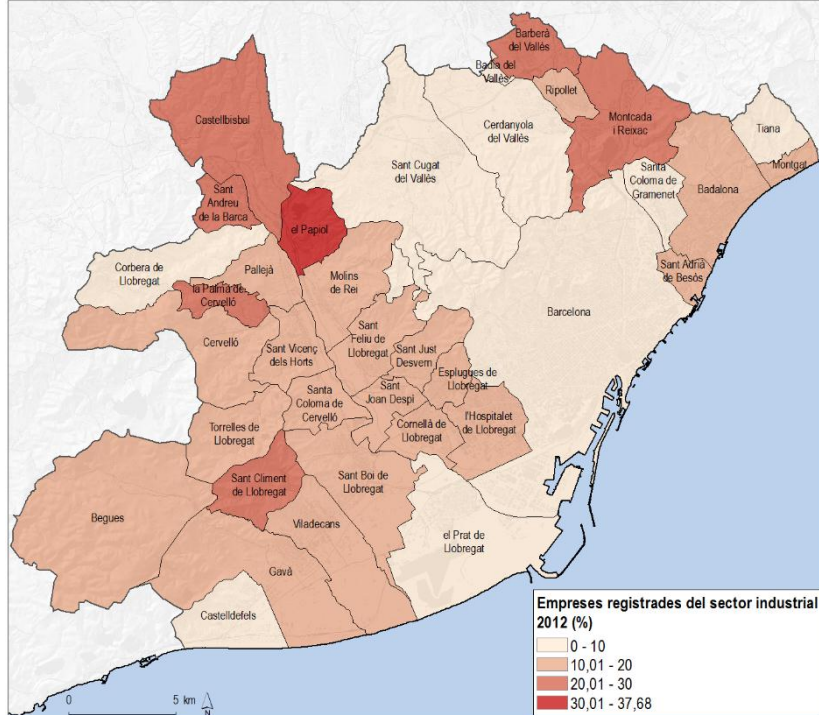 Barberà
del Vallès
Badia del
Vallès
Ripollet
Castellbisbal
Cerdanyola
del Vallès
Montcada
i Reixac
Tiana
Sant Cugat
del Vallès
Santa
Coloma de
Gramenet
Montgat
Badalona
Sant
Andreu
de la Barca
el Papiol
Corbera de
Llobregat
Pallejà
Molins
de Rei
Sant Adrià
de Besòs
la Palma de
Cervelló
Barcelona
Cervelló
Sant Vicenç
dels Horts
Sant
Feliu de
Llobregat
Sant Just
Desvern
Esplugues de
Llobregat
Santa
Coloma de
Cervelló
Sant
Joan Despí
Torrelles de
Llobregat
Cornellà de
Llobregat
l'Hospitalet
de Llobregat
Sant Climent
de Llobregat
Sant Boi de
Llobregat
Begues
Viladecans
el Prat de
Llobregat
Gavà
Castelldefels
Empreses registrades del sector industrial
2012 (%)
0 - 10
10,01 - 20
20,01 - 30
30,01 - 37,68
0 5 km
N